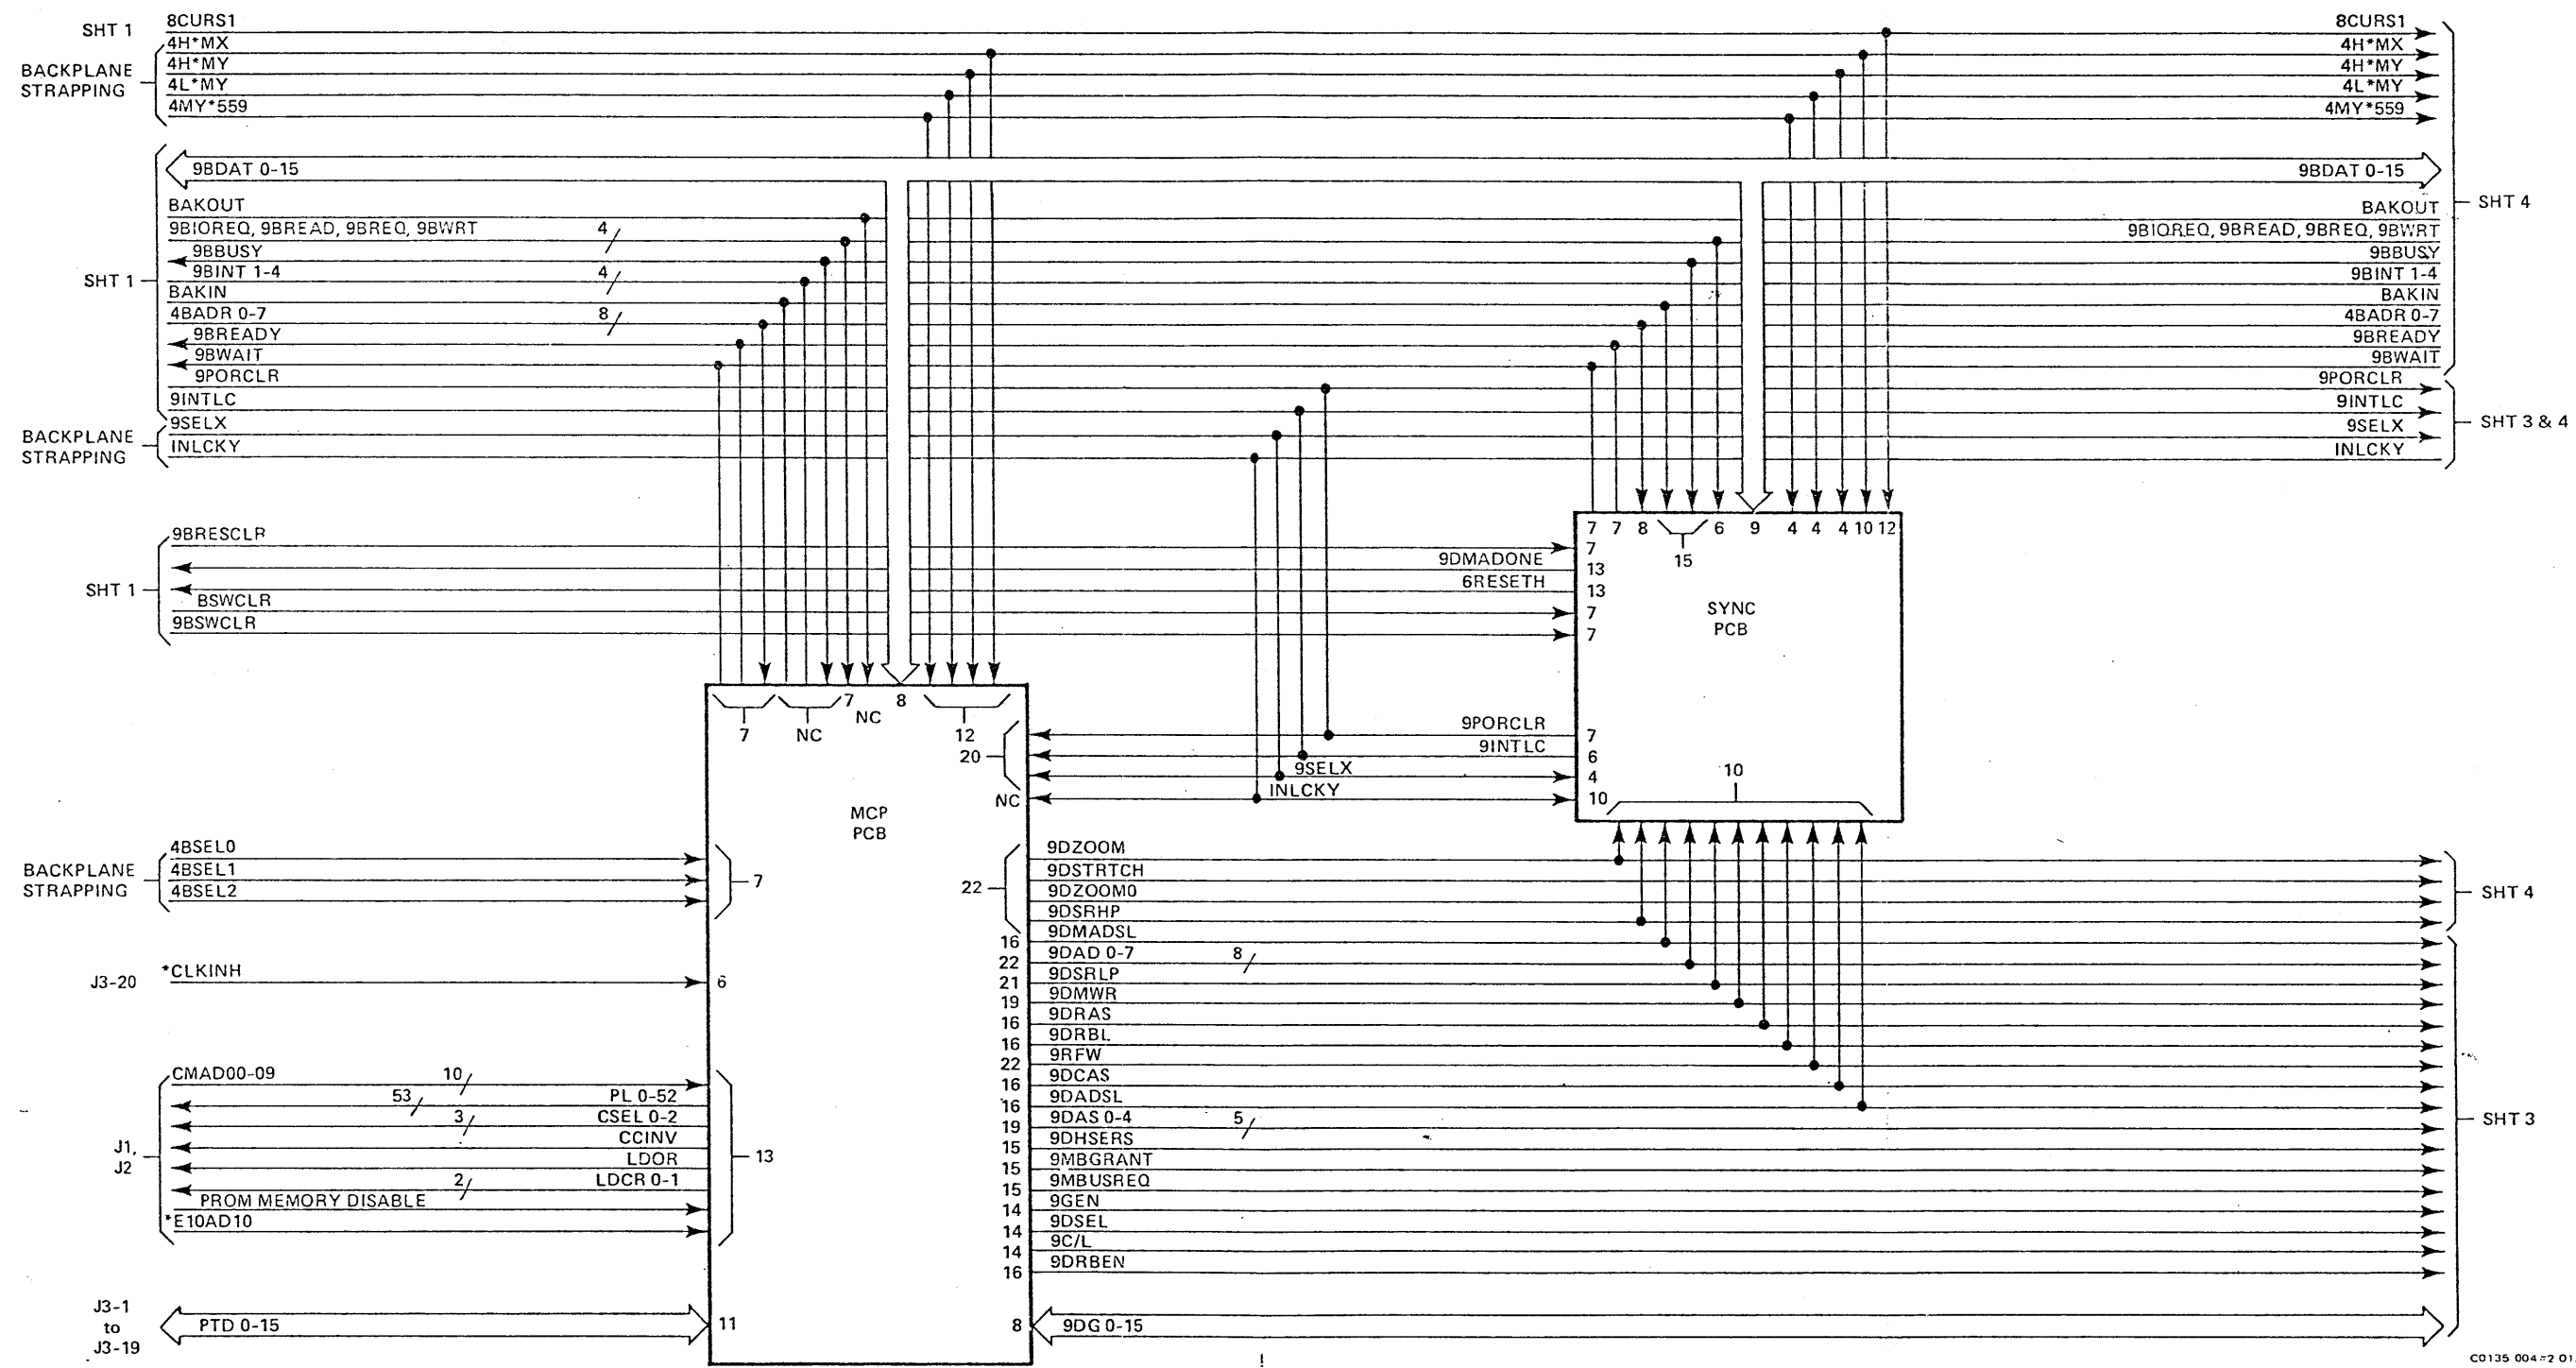 8CURS1
8CURS1
SHT 1
4H*MX
4H*MX
4H*MY
4H*MY
BACKPLANE
STRAPPING
4L*MY
4L*MY
4MY*559
4MY*559
9BDAT 0-15
9BDAT 0-15
SHT 4
BAKOUT
BAKOUT
9BIOREQ, 9BREAD, 9BREQ, 9BWRT
4
9BIOREQ, 9BREAD, 9BREQ, 9BWRT
9BBUSY
9BBUSY
9BINT 1-4
4
9BINT 1-4
SHT 1
BAKIN
BAKIN
4BADR 0-7
8
4BADR 0-7
9BREADY
9BREADY
9BWAIT
9BWAIT
9PORCLR
9PORCLR
9INTLC
9INTLC
9SELX
9SELX
SHT 3 & 4
BACKPLANE
STRAPPING
INLCKY
INLCKY
7 7 8 6 9 4 4 4 10 12
15
9BRESCLR
7
9DMADONE
13
6RESETH
13
SHT 1
BSWCLR
7
9BSWCLR
7
SYNC
PCB
7 8
NC
7 NC 12
20
9PORCLR
7
9INTLC
6
9SELX
4
NC
INLCKY
10
10
MCP
PCB
4BSEL0
4BSEL1
4BSEL2
BACKPLANE
STRAPPING
7
22
9DZOOM
9DSTRTCH
9DZOOM0
9DSRHP
SHT 4
16
9DMADSL
22
9DAD 0-7
8
21
9DSRLP
19
9DMWR
16
9DRAS
16
9DRBL
22
9RFW
16
9DCAS
16
9DADSL
19
9DAS 0-4
5
15
9DHSERS
15
9MBGRANT
15
9MBUSREQ
14
9GEN
14
9DSEL
14
9C/L
16
9DRBEN
SHT 3
J3-20
*CLKINH
6
CMAD00-09
10
53
PL 0-52
3
CSEL 0-2
CCINV
J1,
J2
LDOR
13
2
LDCR 0-1
PROM MEMORY DISABLE
*E10AD10
J3-1
to
J3-19
PTD 0-15
11
8
9DG 0-15